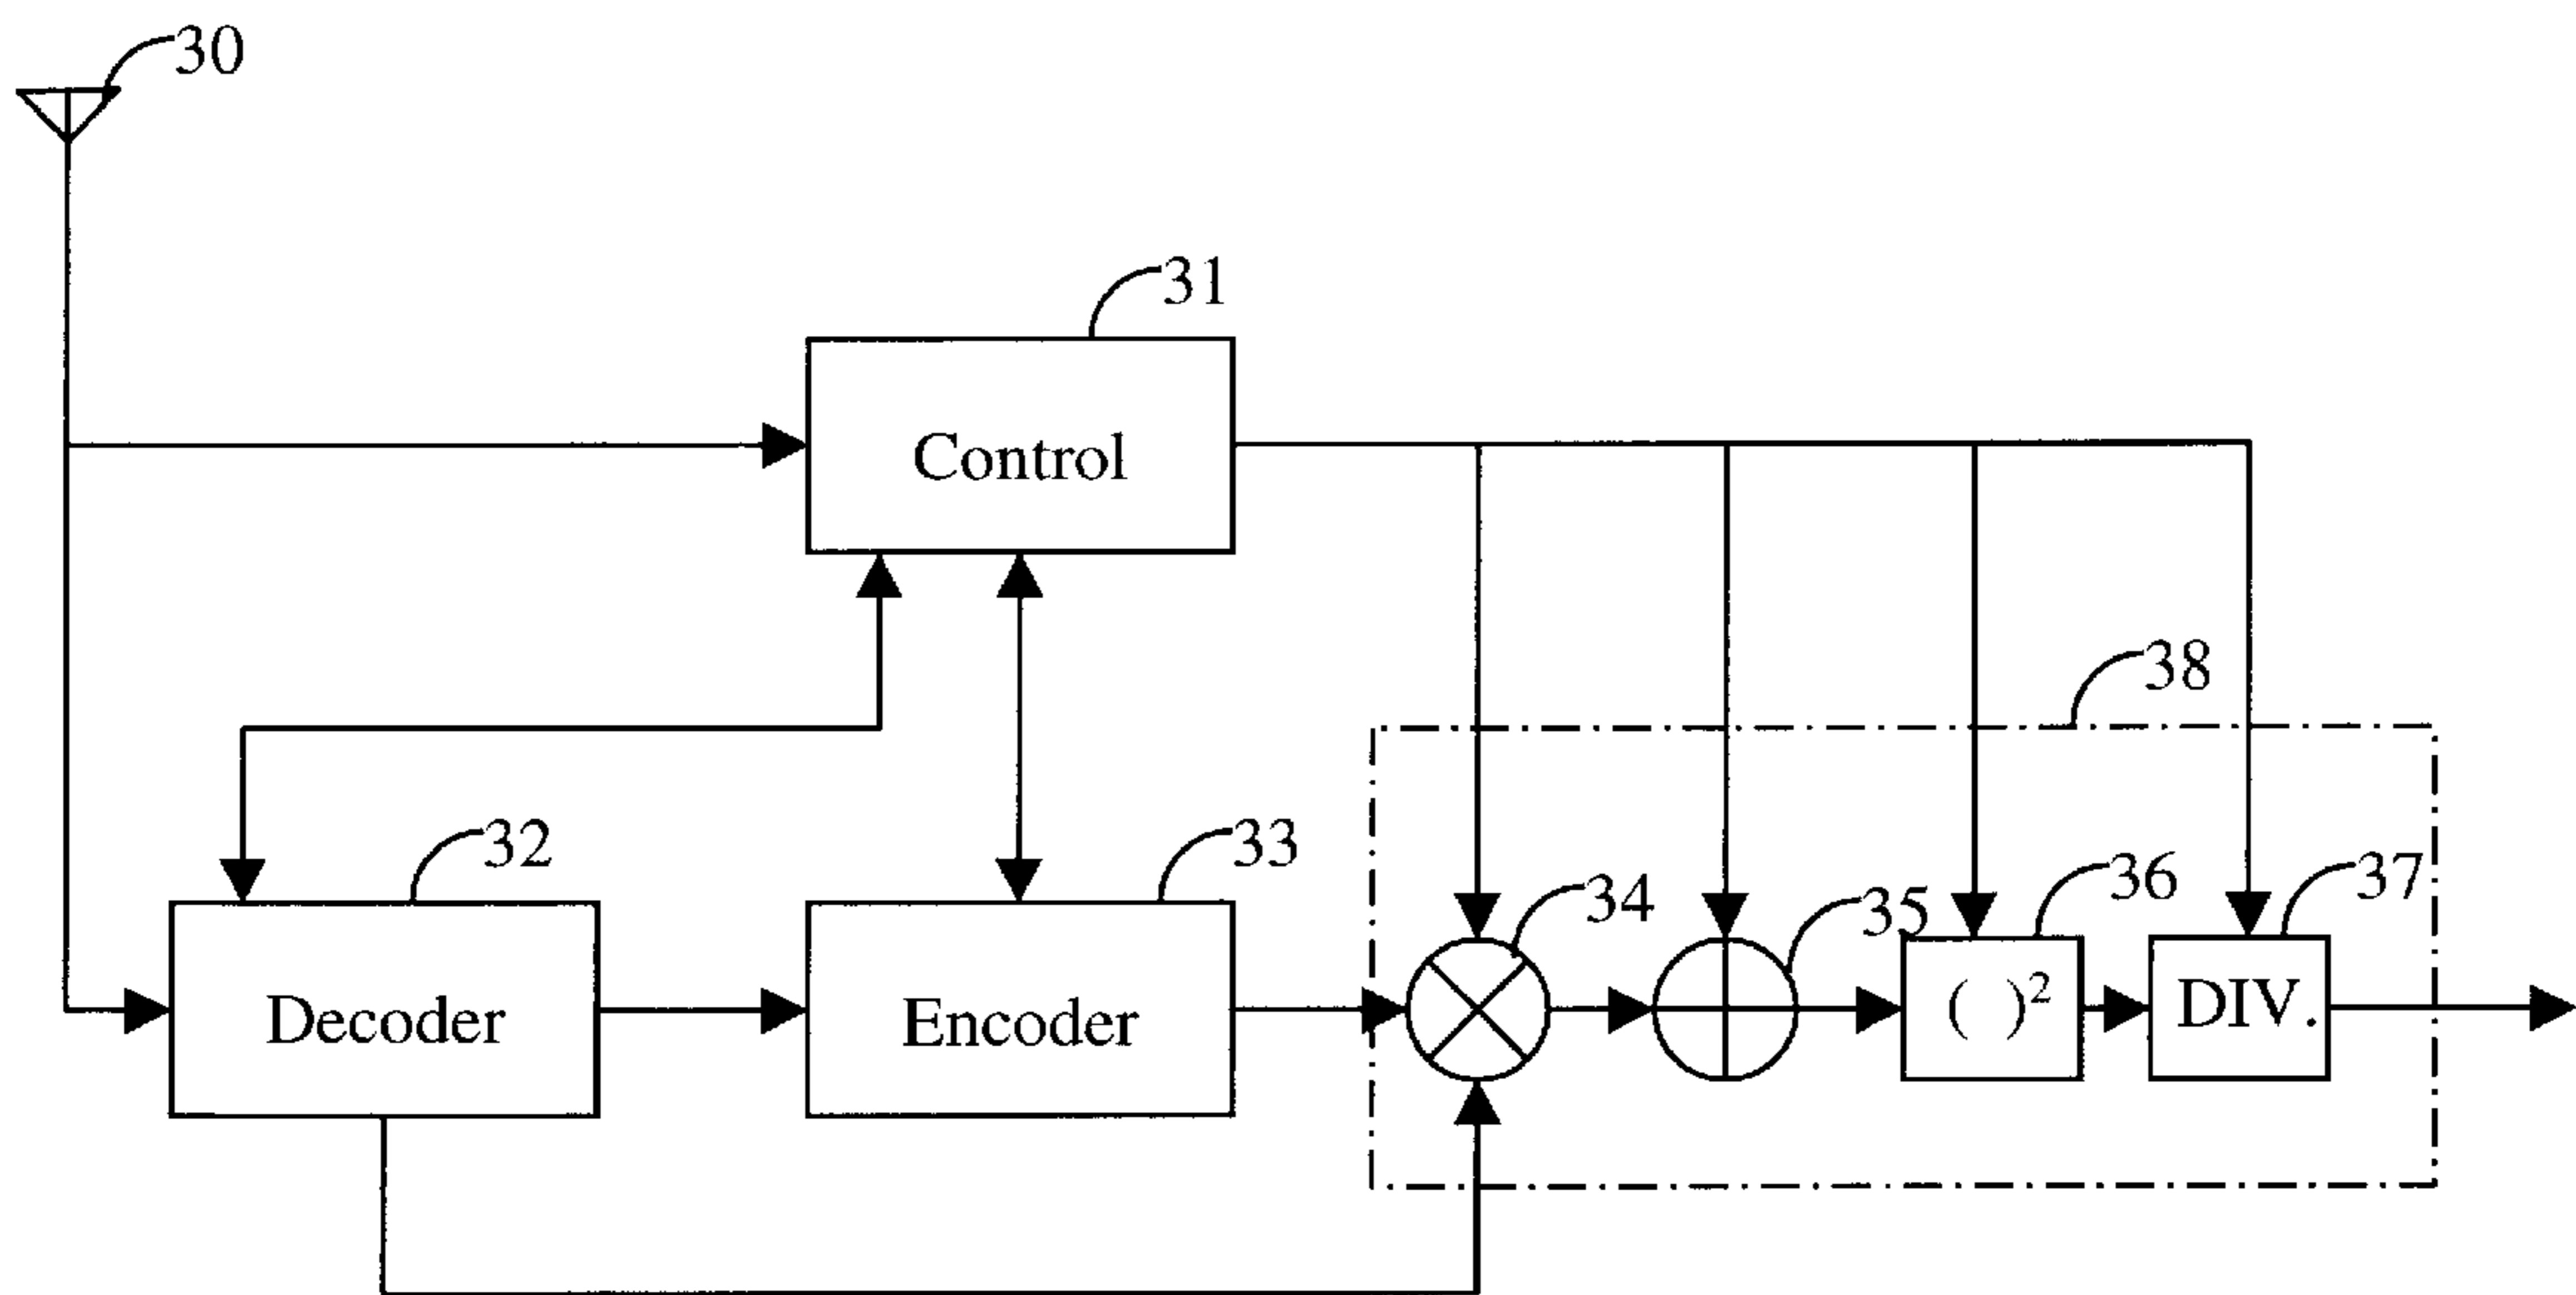 30
31
Control
38
32
33
34
35
36
37
Decoder
Encoder
( )²
DIV.